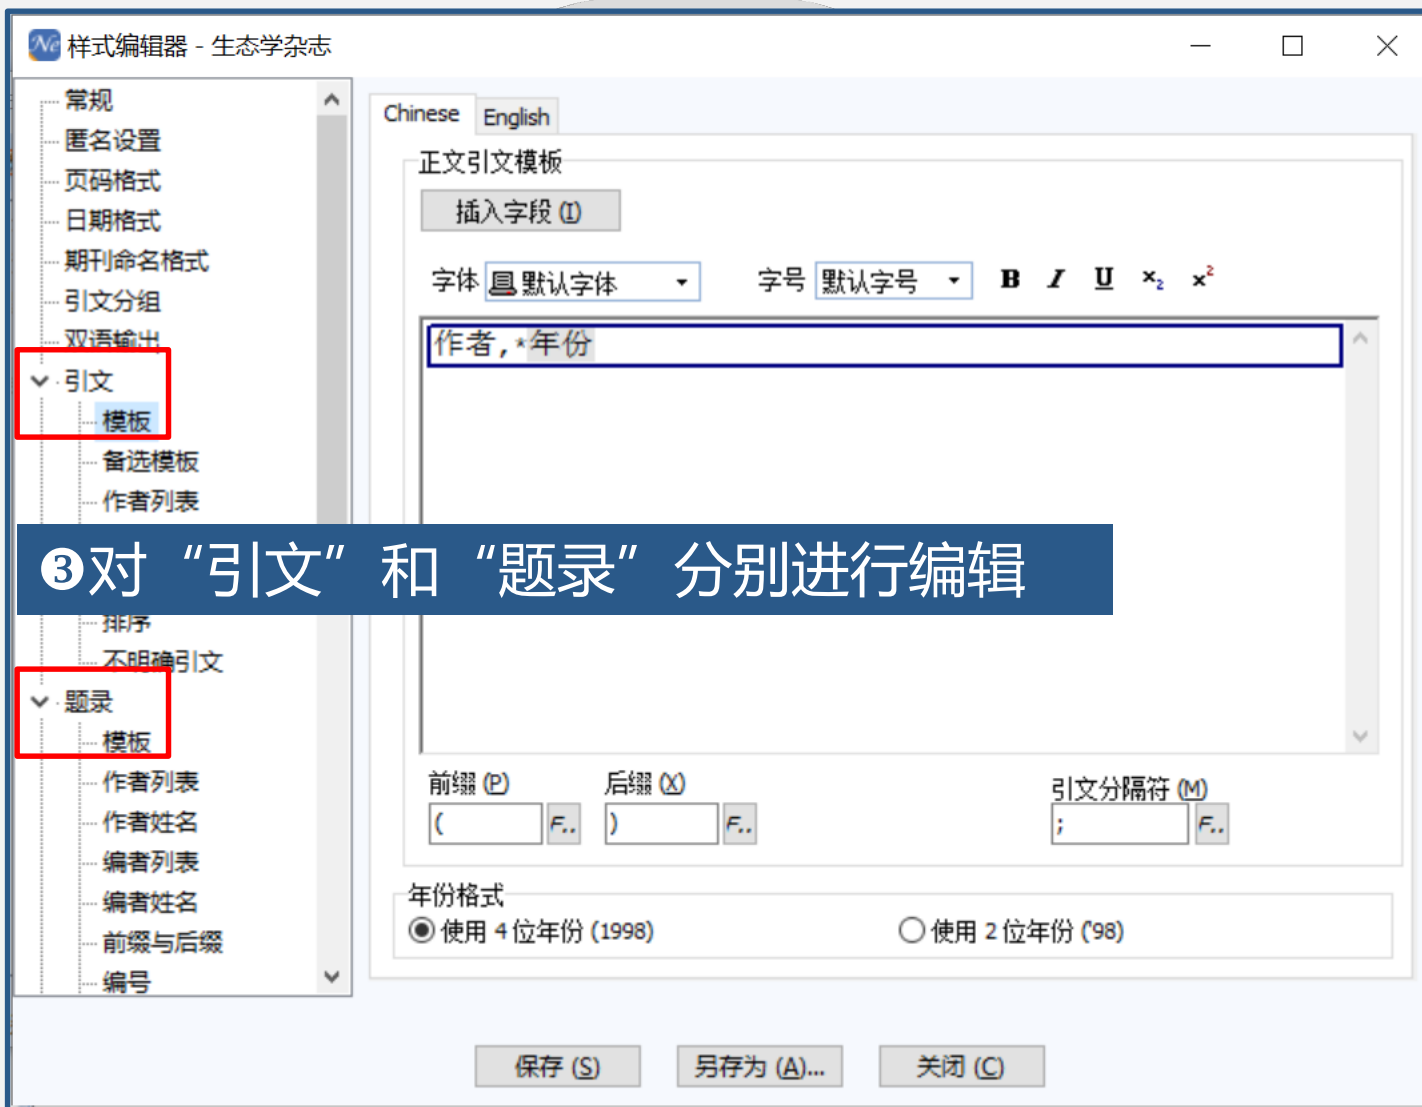 Ne 样式编辑器 - 生态学杂志
常规
匿名设置
页码格式
日期格式
期刊命名格式
引文分组
双语输出
引文
模板
备选模板
作者列表
❸对“引文”和“题录”分别进行编辑
排序
不明确引文
题录
模板
作者列表
作者姓名
编者列表
编者姓名
前缀与后缀
编号
Chinese English
正文引文模板
插入字段 (I)
字体 默认字体 字号 默认字号 B I U ×₂ ×²
作者,*年份
前缀 (P) 后缀 (X) 引文分隔符 (M)
( F.. ) F.. ; F..
年份格式
使用 4 位年份 (1998) 使用 2 位年份 ('98)
保存 (S) 另存为 (A)... 关闭 (C)